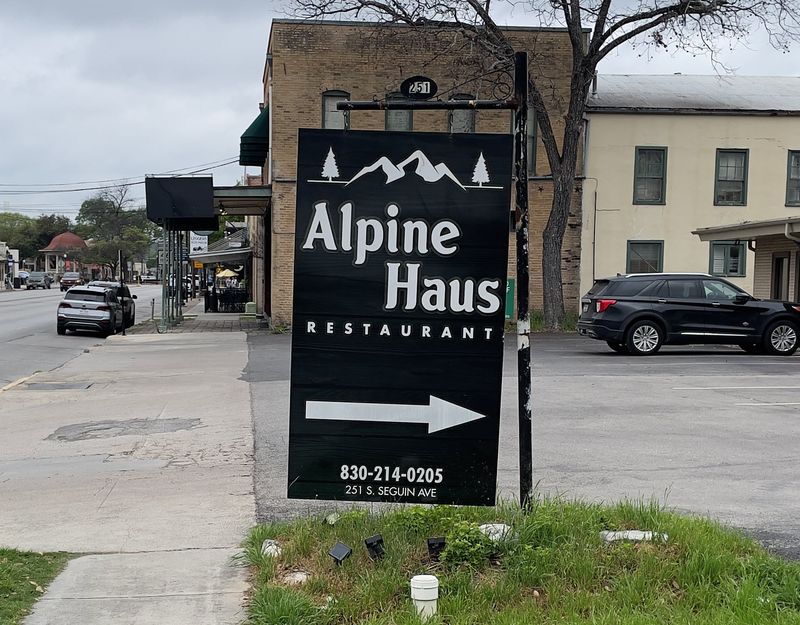 251
Alpine
Haus
RESTAURANT
830-214-0205
251 S. SEGUIN AVE